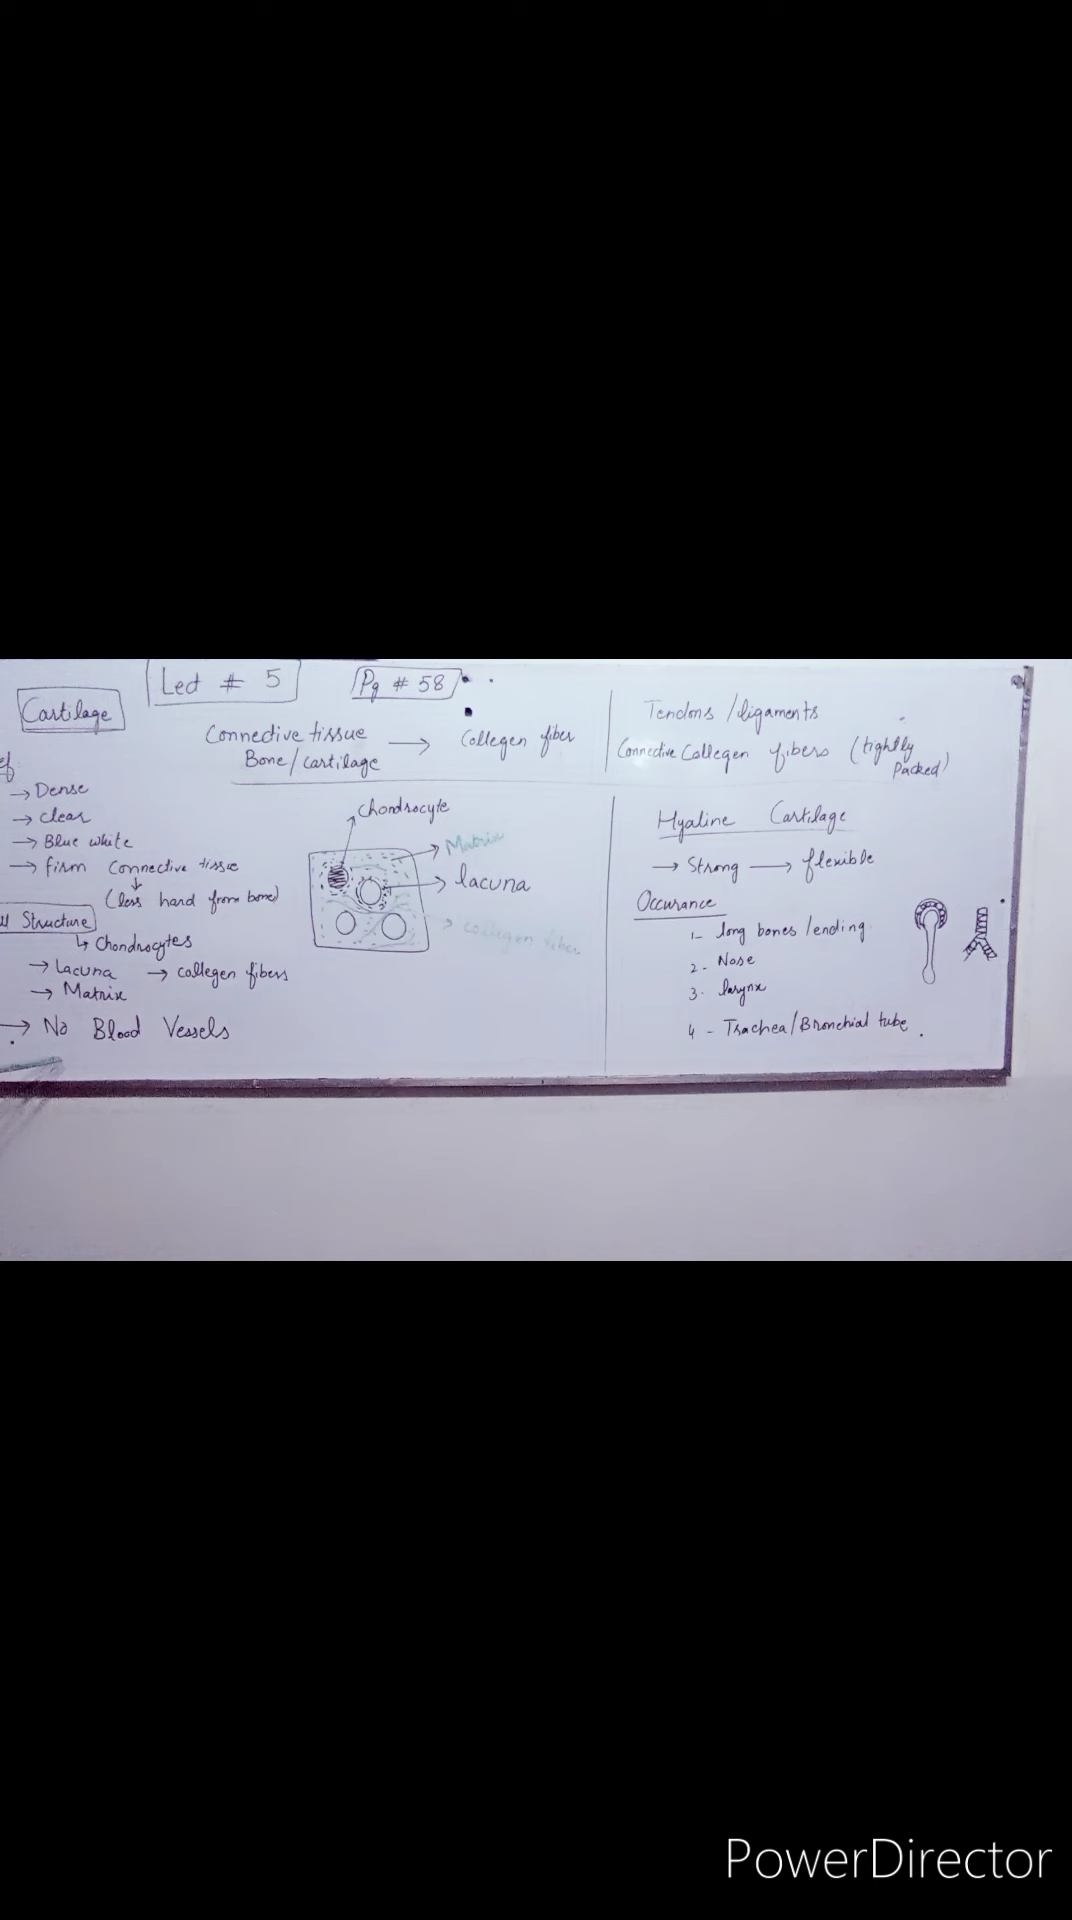 Lect # 5
Pg # 58
Cartilage
Connective tissue
Bone/cartilage → Collegen fiber
Tendons/ligaments
Connective Collegen fibers (tightly
Packed)
→ Dense
→ clear
→ Blue white
→ firm connective tissue
↓
(less hard from bone)
Structure
↳ Chondrocytes
→ Lacuna → collegen fibers
→ Matrix
→ No Blood Vessels
Chondrocyte
Matrix
lacuna
collegen fiber
Hyaline Cartilage
→ Strong → flexible
Occurance
1- long bones/ending
2- Nose
3. larynx
4 - Trachea/Bronchial tube.
PowerDirector